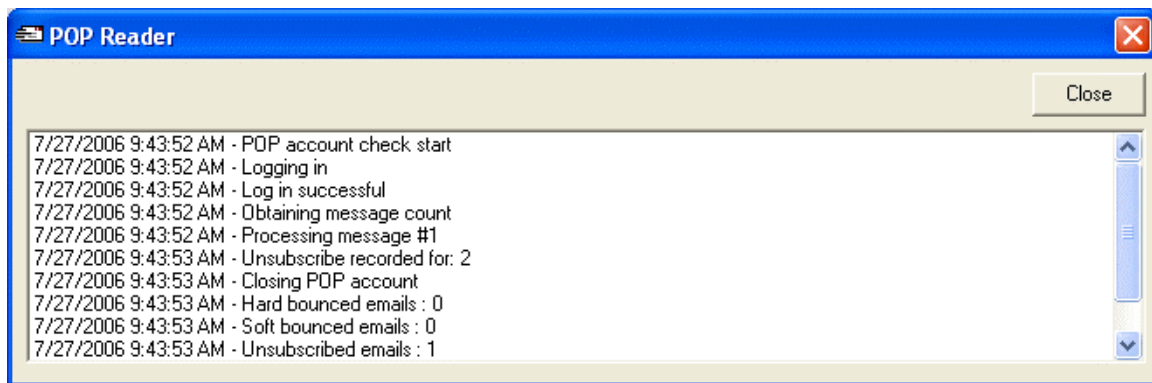 POP Reader
Close
7/27/2006 9:43:52 AM - POP account check start
7/27/2006 9:43:52 AM - Logging in
7/27/2006 9:43:52 AM - Log in successful
7/27/2006 9:43:52 AM - Obtaining message count
7/27/2006 9:43:52 AM - Processing message #1
7/27/2006 9:43:53 AM - Unsubscribe recorded for: 2
7/27/2006 9:43:53 AM - Closing POP account
7/27/2006 9:43:53 AM - Hard bounced emails : 0
7/27/2006 9:43:53 AM - Soft bounced emails : 0
7/27/2006 9:43:53 AM - Unsubscribed emails : 1